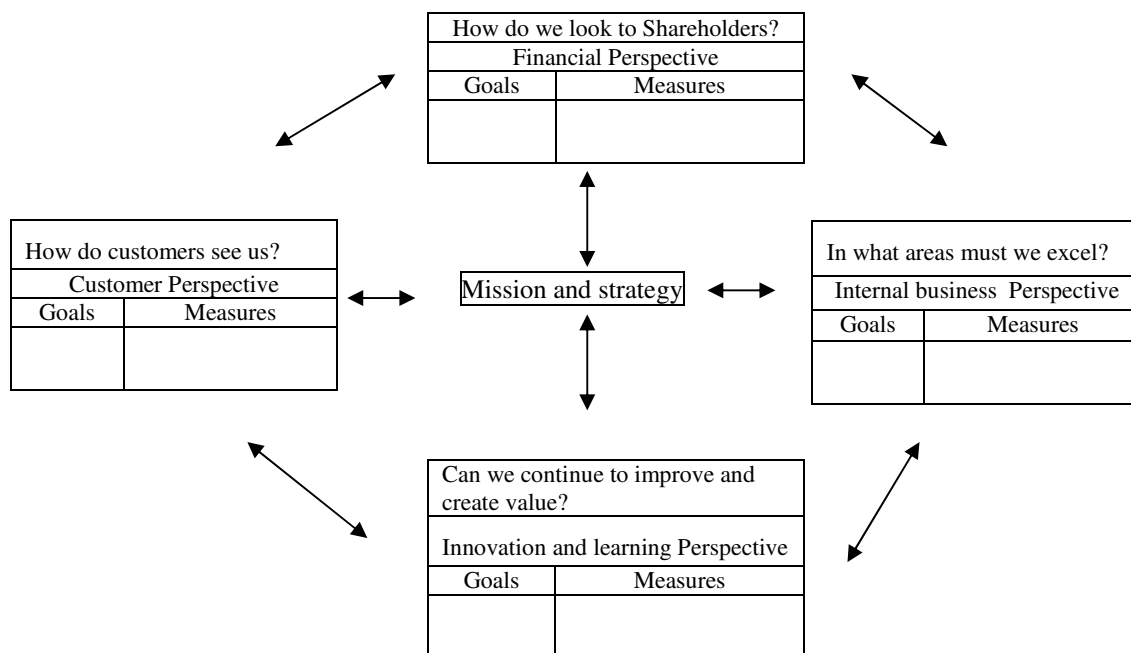 How do we look to Shareholders?
Financial Perspective
Goals Measures
How do customers see us?
Customer Perspective
Goals Measures
Mission and strategy
In what areas must we excel?
Internal business Perspective
Goals Measures
Can we continue to improve and
create value?
Innovation and learning Perspective
Goals Measures